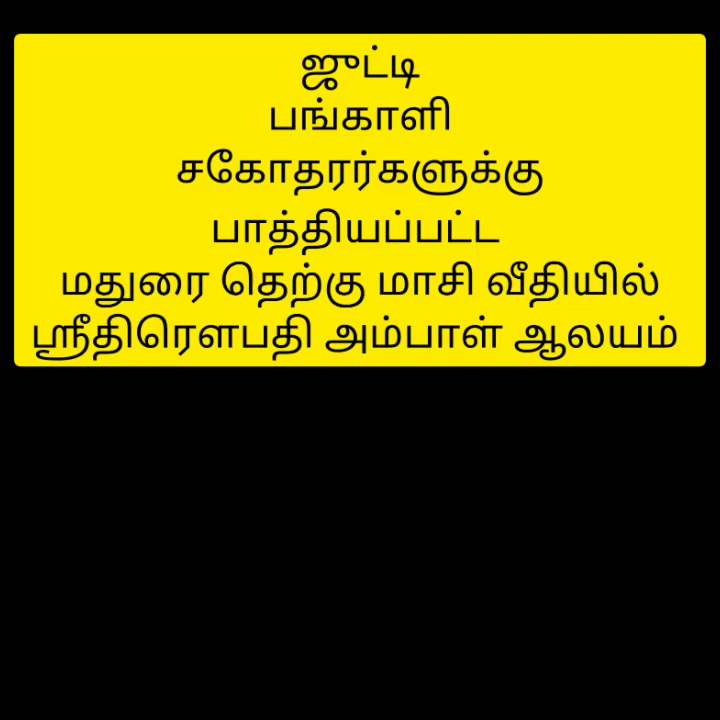 ஜுட்டி
பங்காளி
சகோதரர்களுக்கு
பாத்தியப்பட்ட
மதுரை தெற்கு மாசி வீதியில்
ஸ்ரீதிரௌபதி அம்பாள் ஆலயம்